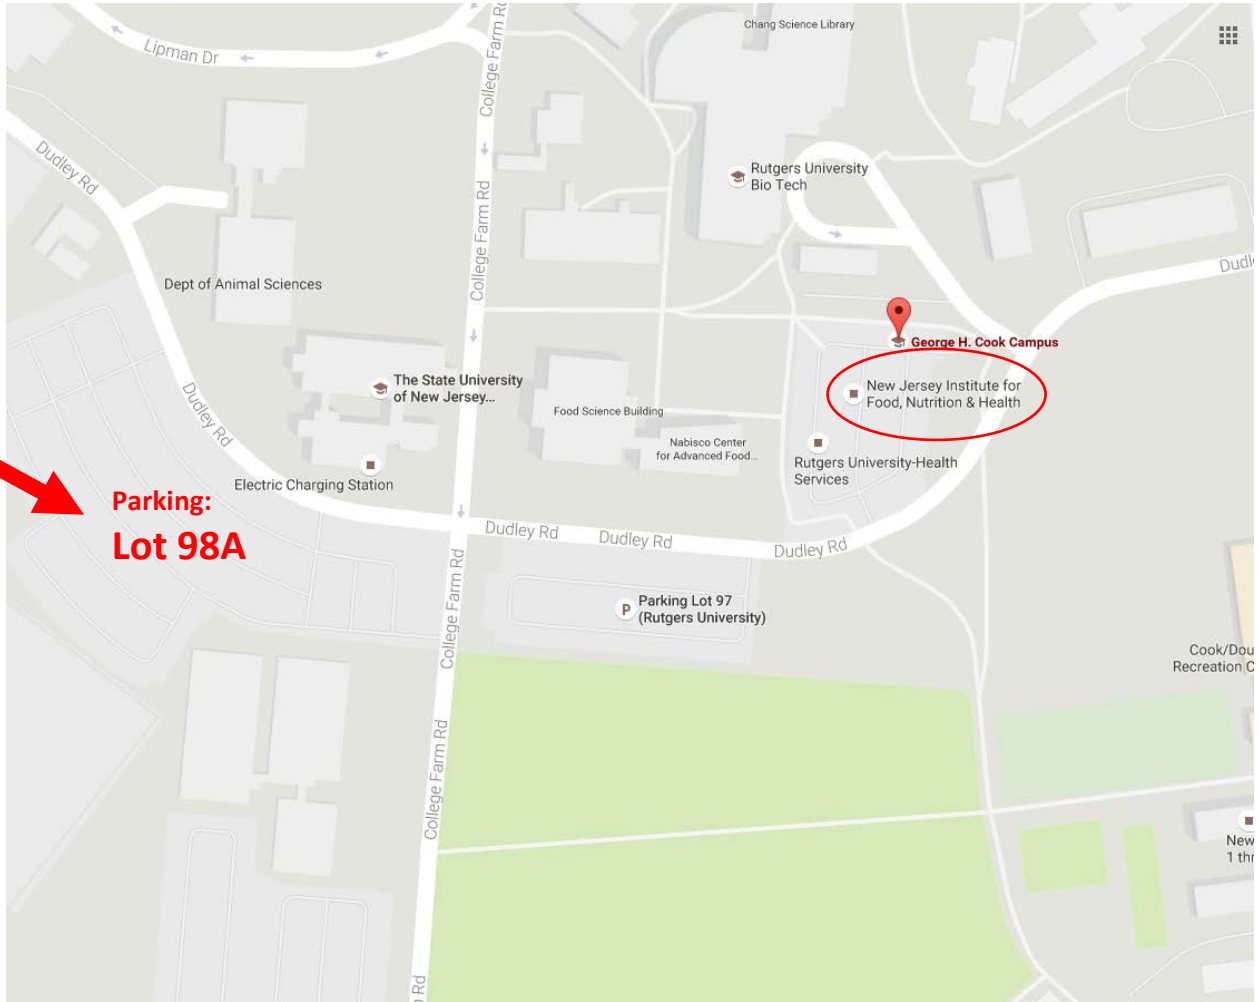 Chang Science Library
Lipman Dr
College Farm Rd
Dudley Rd
Rutgers University
Bio Tech
College Farm Rd
Dudl
Dept of Animal Sciences
George H. Cook Campus
The State University
of New Jersey...
New Jersey Institute for
Food, Nutrition & Health
Dudley Rd
Food Science Building
Nabisco Center
for Advanced Food...
Rutgers University-Health
Services
Electric Charging Station
Parking:
Lot 98A
Dudley Rd
Dudley Rd
Dudley Rd
College Farm Rd
P
Parking Lot 97
(Rutgers University)
Cook/Dou
Recreation C
College Farm Rd
New
1 thr
Rd